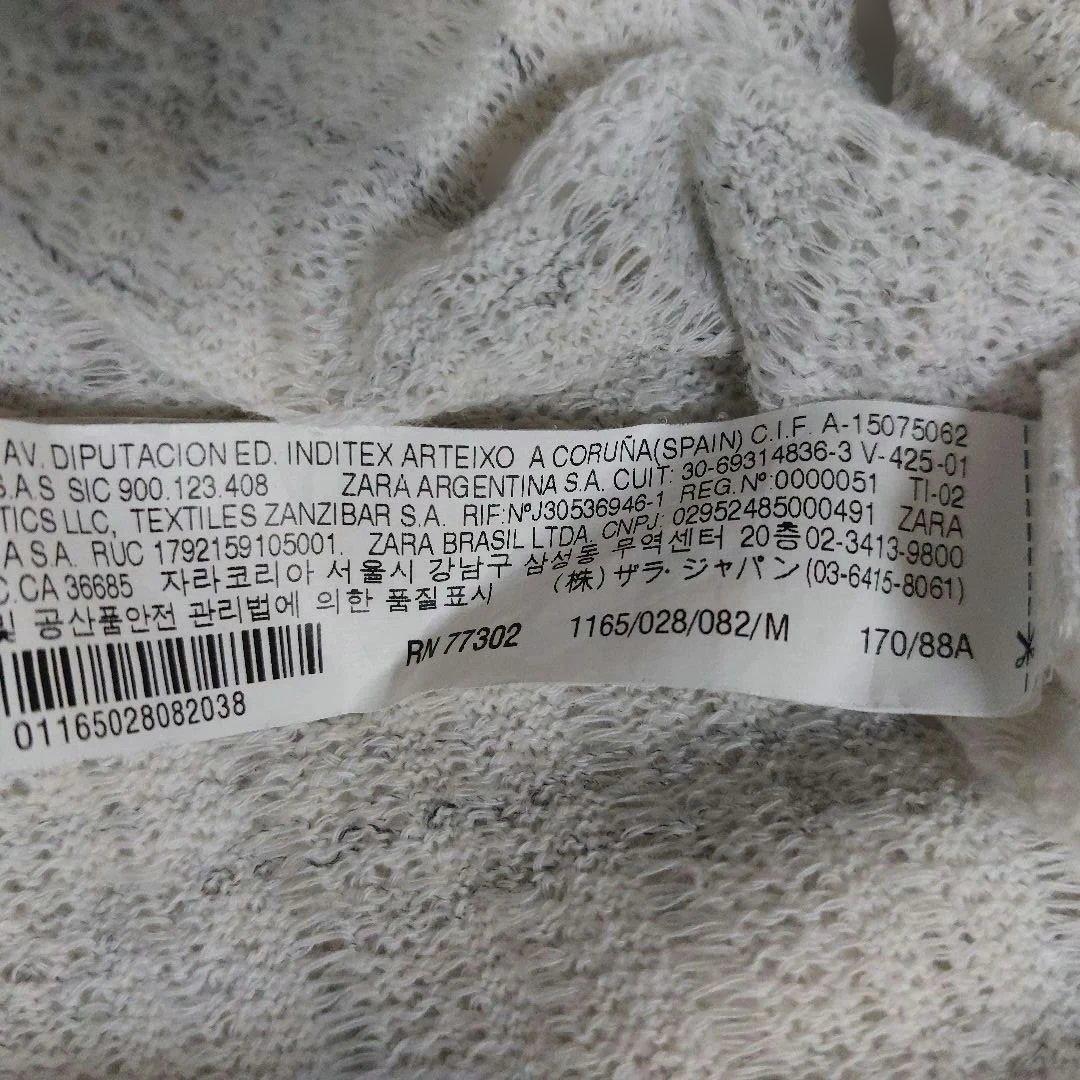 AV. DIPUTACION ED. INDITEX ARTEIXO A CORUÑA(SPAIN) C.I.F. A-15075062
S.A.S SIC 900.123.408 ZARA ARGENTINA S.A. CUIT: 30-69314836-3 V-425-01
TICS LLC, TEXTILES ZANZIBAR S.A. RIF:NºJ30536946-1 REG.Nº:0000051 TI-02
A S.A. RUC 1792159105001. ZARA BRASIL LTDA. CNPJ: 02952485000491 ZARA
C.CA 36685 자라코리아 서울시 강남구 삼성동 무역센터 20층 02-3413-9800
및 공산품안전 관리법에 의한 품질표시 (株) ザラ・ジャパン (03-6415-8061)
RN 77302 1165/028/082/M 170/88A
01165028082038